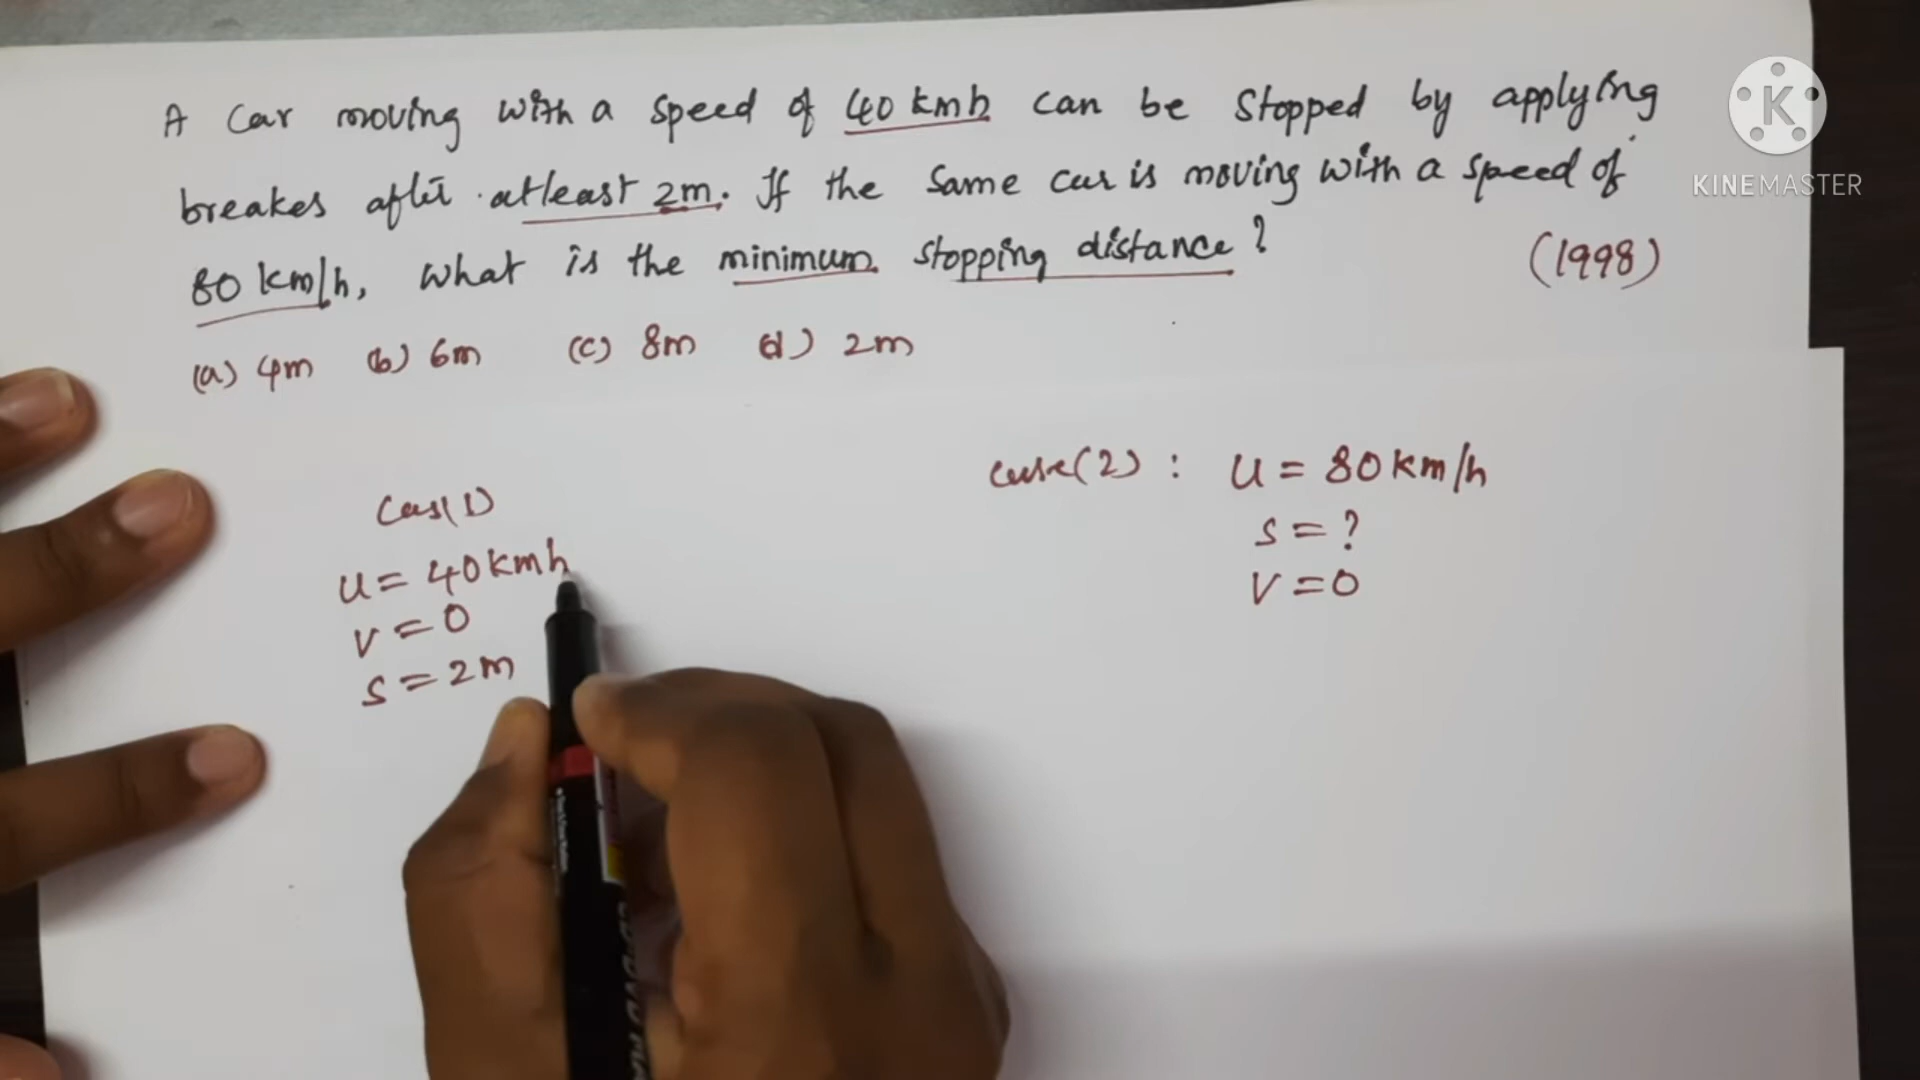 A Car moving with a speed of 40 kmh can be stopped by applying
breakes after atleast 2m. If the same car is moving with a speed of
80 km/h, what is the minimum stopping distance?
(1998)
(a) 4m (b) 6m (c) 8m d) 2m
K
KINEMASTER
Cas(1)
u = 40 kmh
v = 0
s = 2m
case(2) : u = 80 km/h
s = ?
v = 0